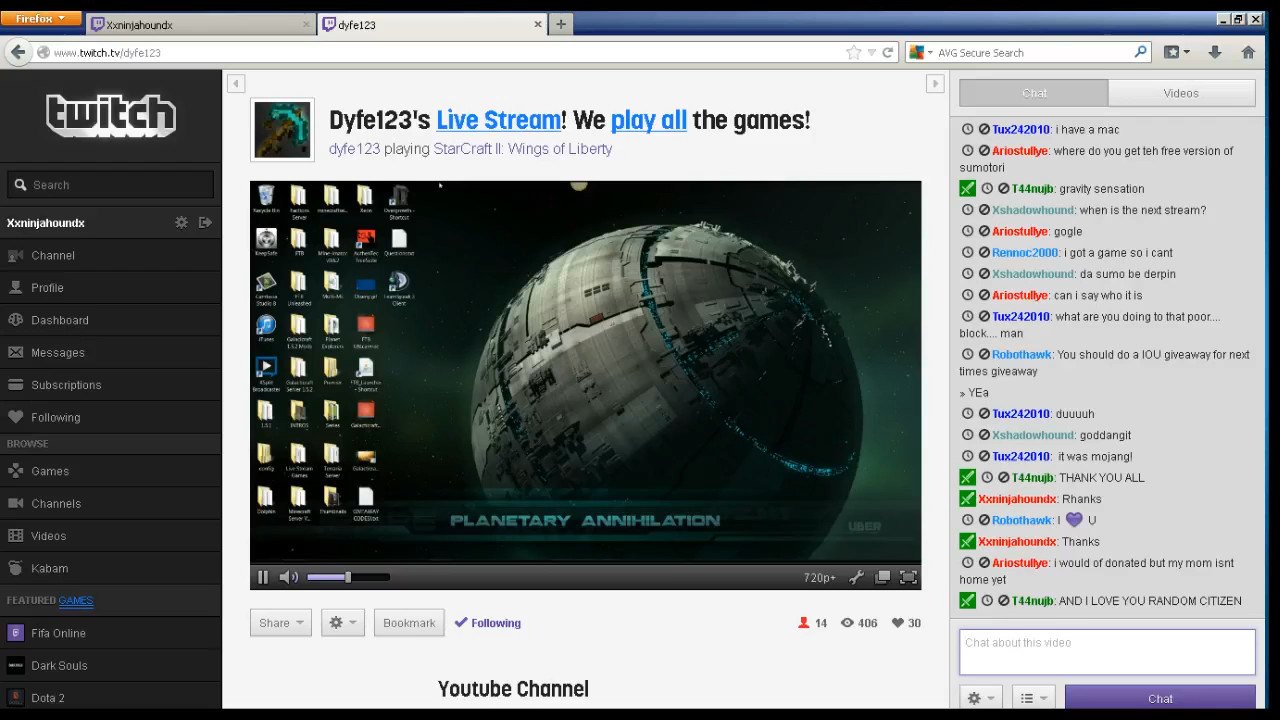 Firefox
Xxninjahoundx
dyfe123
www.twitch.tv/dyfe123
AVG Secure Search
twitch
Search
Xxninjahoundx
Channel
Profile
Dashboard
Messages
Subscriptions
Following
BROWSE
Games
Channels
Videos
Kabam
FEATURED GAMES
Fifa Online
Dark Souls
Dota 2
Dyfe123's Live Stream! We play all the games!
dyfe123 playing StarCraft II: Wings of Liberty
Recycle Bin
KeepSafe
FTB
iTunes
config
Dolphin
PLANETARY ANNIHILATION
UBER
720p+
Share
Bookmark
Following
14
406
30
Youtube Channel
Chat
Videos
Tux242010: i have a mac
Ariostullye: where do you get teh free version of
sumotori
T44nujb: gravity sensation
Xshadowhound: when is the next stream?
Ariostullye: gogle
Rennoc2000: i got a game so i cant
Xshadowhound: da sumo be derpin
Ariostullye: can i say who it is
Tux242010: what are you doing to that poor....
block.... man
Robothawk: You should do a IOU giveaway for next
times giveaway
» YEa
Tux242010: duuuuh
Xshadowhound: goddangit
Tux242010: it was mojang!
T44nujb: THANK YOU ALL
Xxninjahoundx: Rhanks
Robothawk: I U
Xxninjahoundx: Thanks
Ariostullye: i would of donated but my mom isnt
home yet
T44nujb: AND I LOVE YOU RANDOM CITIZEN
Chat about this video
Chat